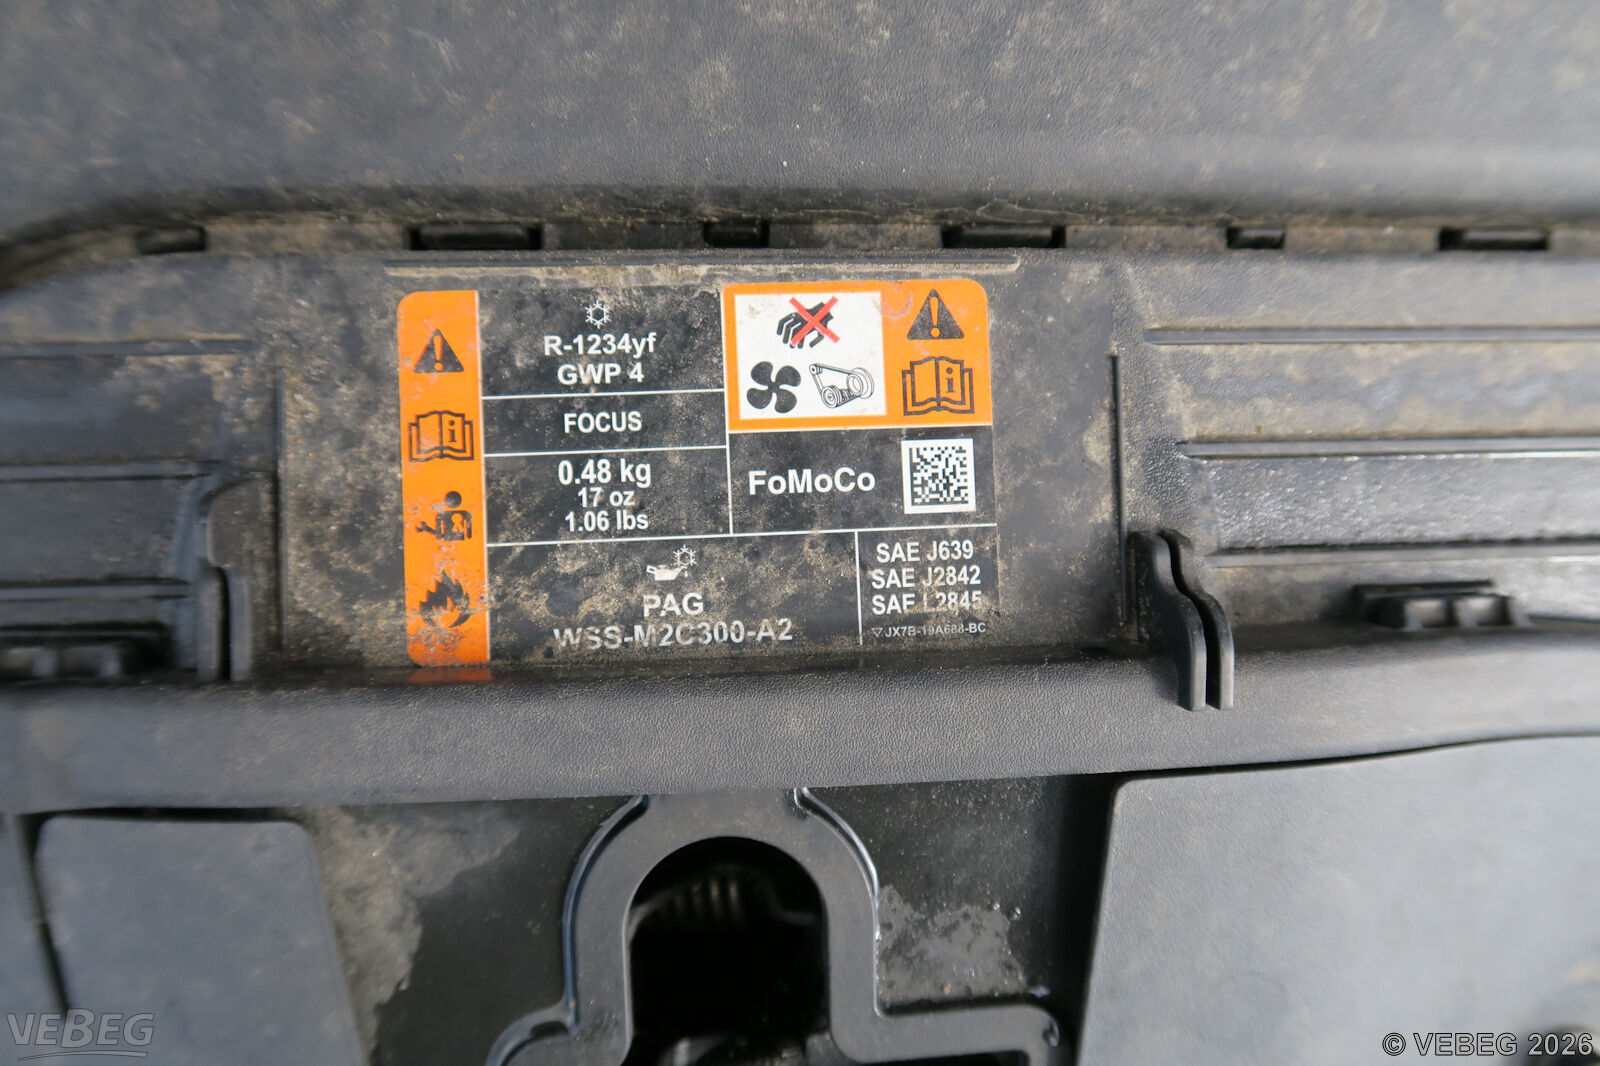 R-1234yf
GWP 4
FOCUS
0.48 kg
17 oz
1.06 lbs
FoMoCo
PAG
WSS-M2C300-A2
SAE J639
SAE J2842
SAE J2845
JX7B-19A688-BC
VEBEG
© VEBEG 2026